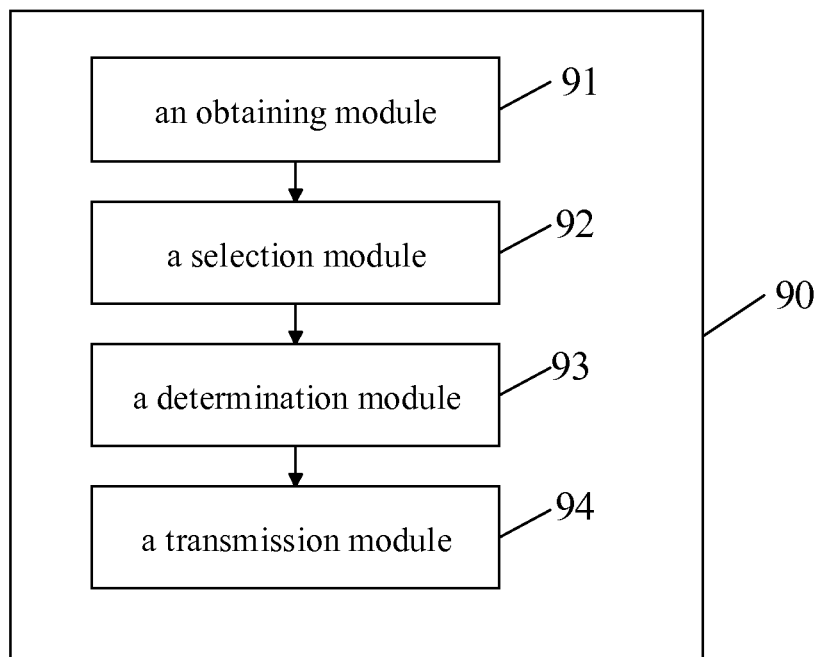 an obtaining module
91
a selection module
92
90
a determination module
93
a transmission module
94